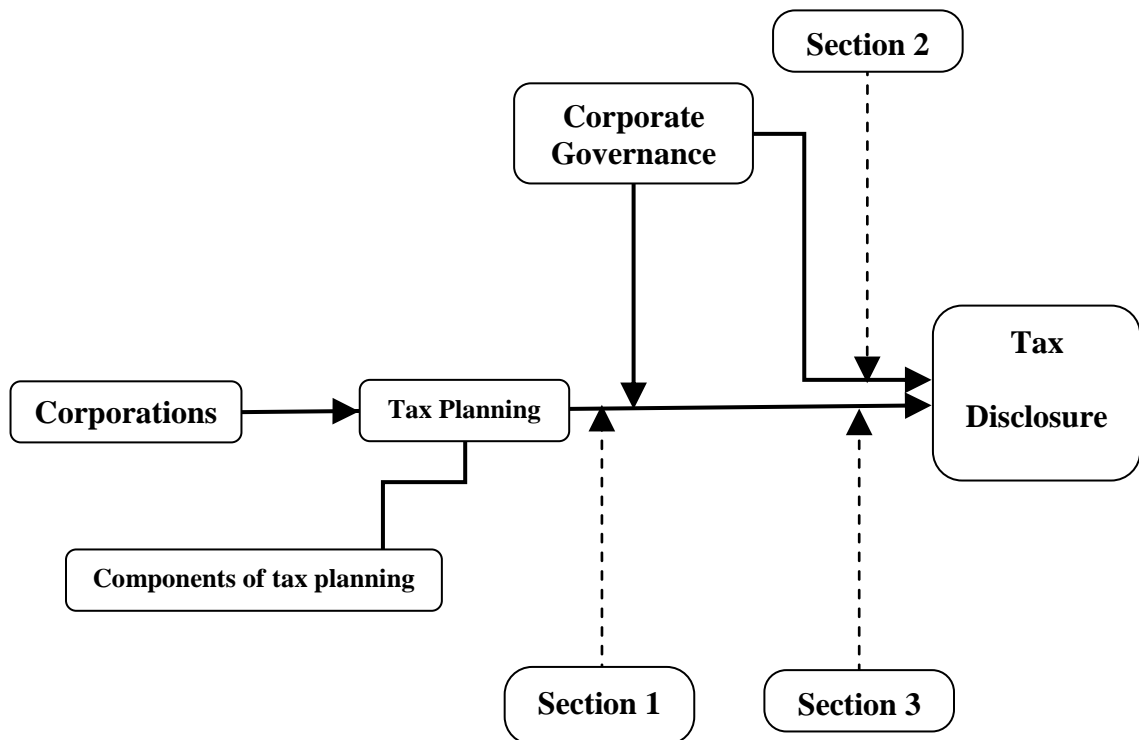 Section 2
Corporate
Governance
Tax
Disclosure
Corporations
Tax Planning
Components of tax planning
Section 1
Section 3